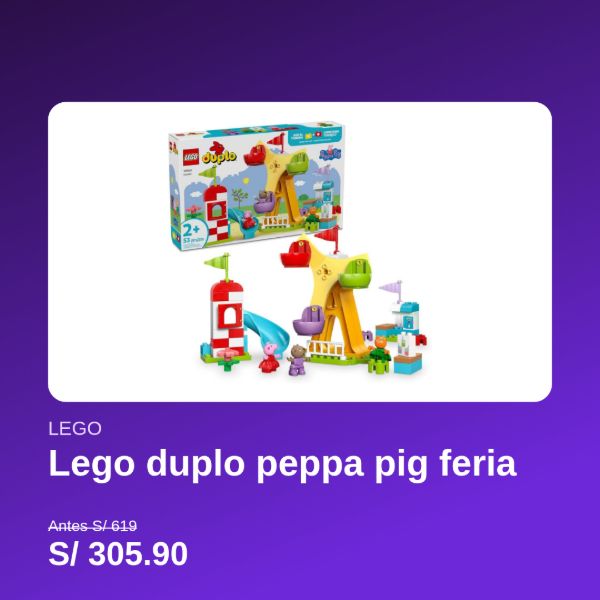 LEGO
duplo
2+
LEGO
Lego duplo peppa pig feria
Antes S/ 619
S/ 305.90